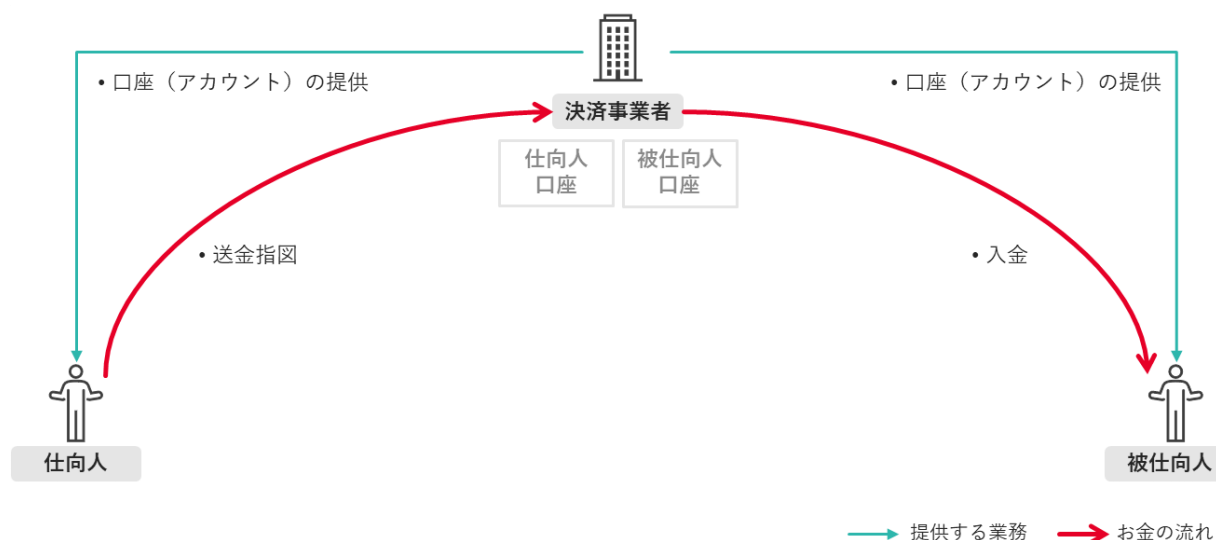 • 口座（アカウント）の提供
• 口座（アカウント）の提供
決済事業者
仕向人
口座
被仕向人
口座
• 送金指図
• 入金
仕向人
被仕向人
提供する業務
お金の流れ